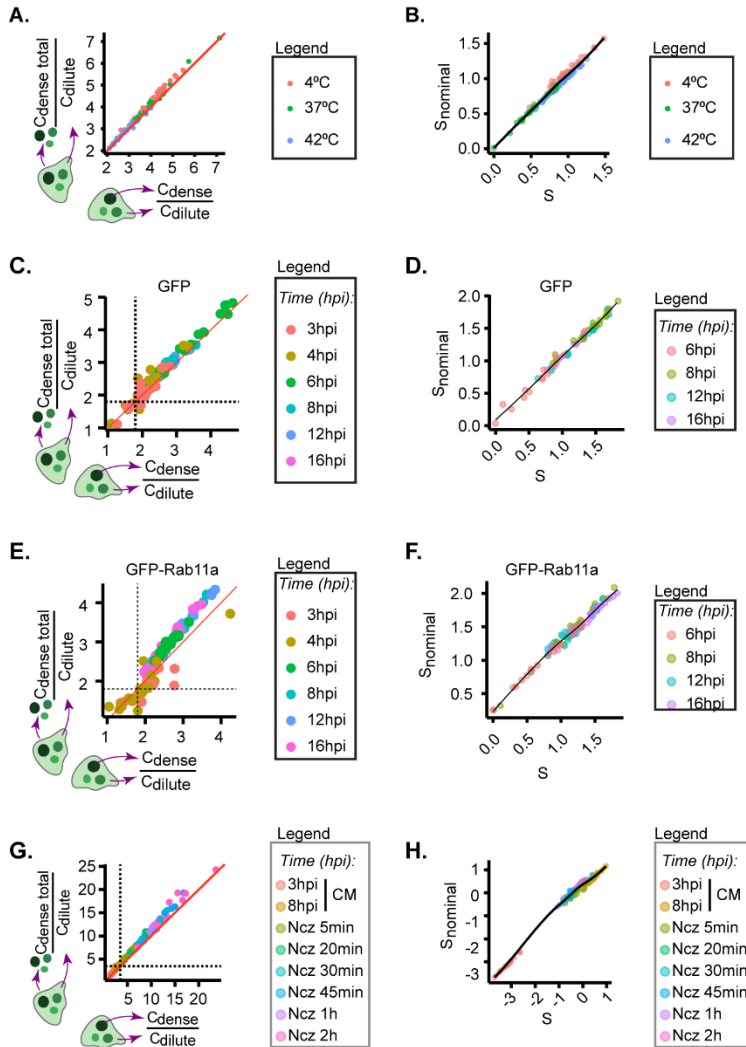 A.
Cdense total
Cdilute
7
6
5
4
3
2
2 3 4 5 6 7
Cdense
Cdilute
Legend
4ºC
37ºC
42ºC
B.
Snominal
1.5
1.0
0.5
0.0
0.0 0.5 1.0 1.5
S
Legend
4ºC
37ºC
42ºC
C.
GFP
Cdense total
Cdilute
5
4
3
2
1
1 2 3 4
Cdense
Cdilute
Legend
Time (hpi):
3hpi
4hpi
6hpi
8hpi
12hpi
16hpi
D.
GFP
Snominal
2.0
1.5
1.0
0.5
0.0
0.0 0.5 1.0 1.5
S
Legend
Time (hpi):
6hpi
8hpi
12hpi
16hpi
E.
GFP-Rab11a
Cdense total
Cdilute
4
3
2
1 2 3 4
Cdense
Cdilute
Legend
Time (hpi):
3hpi
4hpi
6hpi
8hpi
12hpi
16hpi
F.
GFP-Rab11a
Snominal
2.0
1.5
1.0
0.5
0.0 0.5 1.0 1.5
S
Legend
Time (hpi):
6hpi
8hpi
12hpi
16hpi
G.
Cdense total
Cdilute
25
20
15
10
5
5 10 15 20
Cdense
Cdilute
Legend
Time (hpi):
3hpi
8hpi
CM
Ncz 5min
Ncz 20min
Ncz 30min
Ncz 45min
Ncz 1h
Ncz 2h
H.
Snominal
1
0
-1
-2
-3
-3 -2 -1 0 1
S
Legend
Time (hpi):
3hpi
8hpi
CM
Ncz 5min
Ncz 20min
Ncz 30min
Ncz 45min
Ncz 1h
Ncz 2h